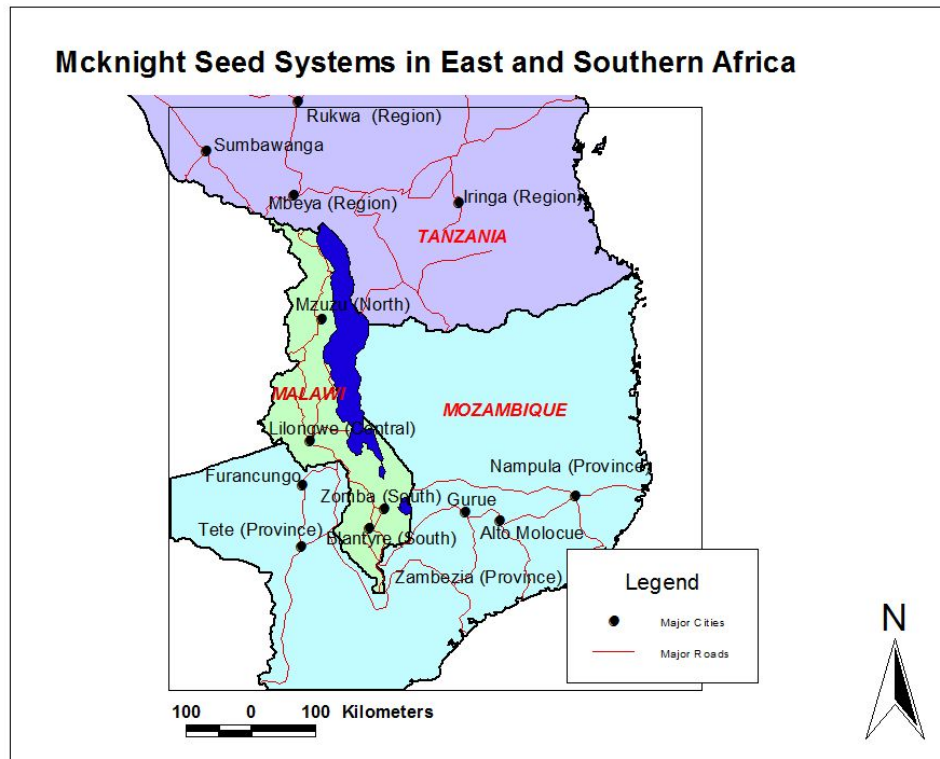 Mcknight Seed Systems in East and Southern Africa
Rukwa (Region)
Sumbawanga
Mbeya (Region)
Iringa (Region)
TANZANIA
Mzuzu (North)
MALAWI
MOZAMBIQUE
Lilongwe (Central)
Furancungo
Nampula (Province)
Zomba (South)
Gurue
Tete (Province)
Blantyre (South)
Alto Molocue
Zambezia (Province)
Legend
Major Cities
Major Roads
N
100 0 100 Kilometers